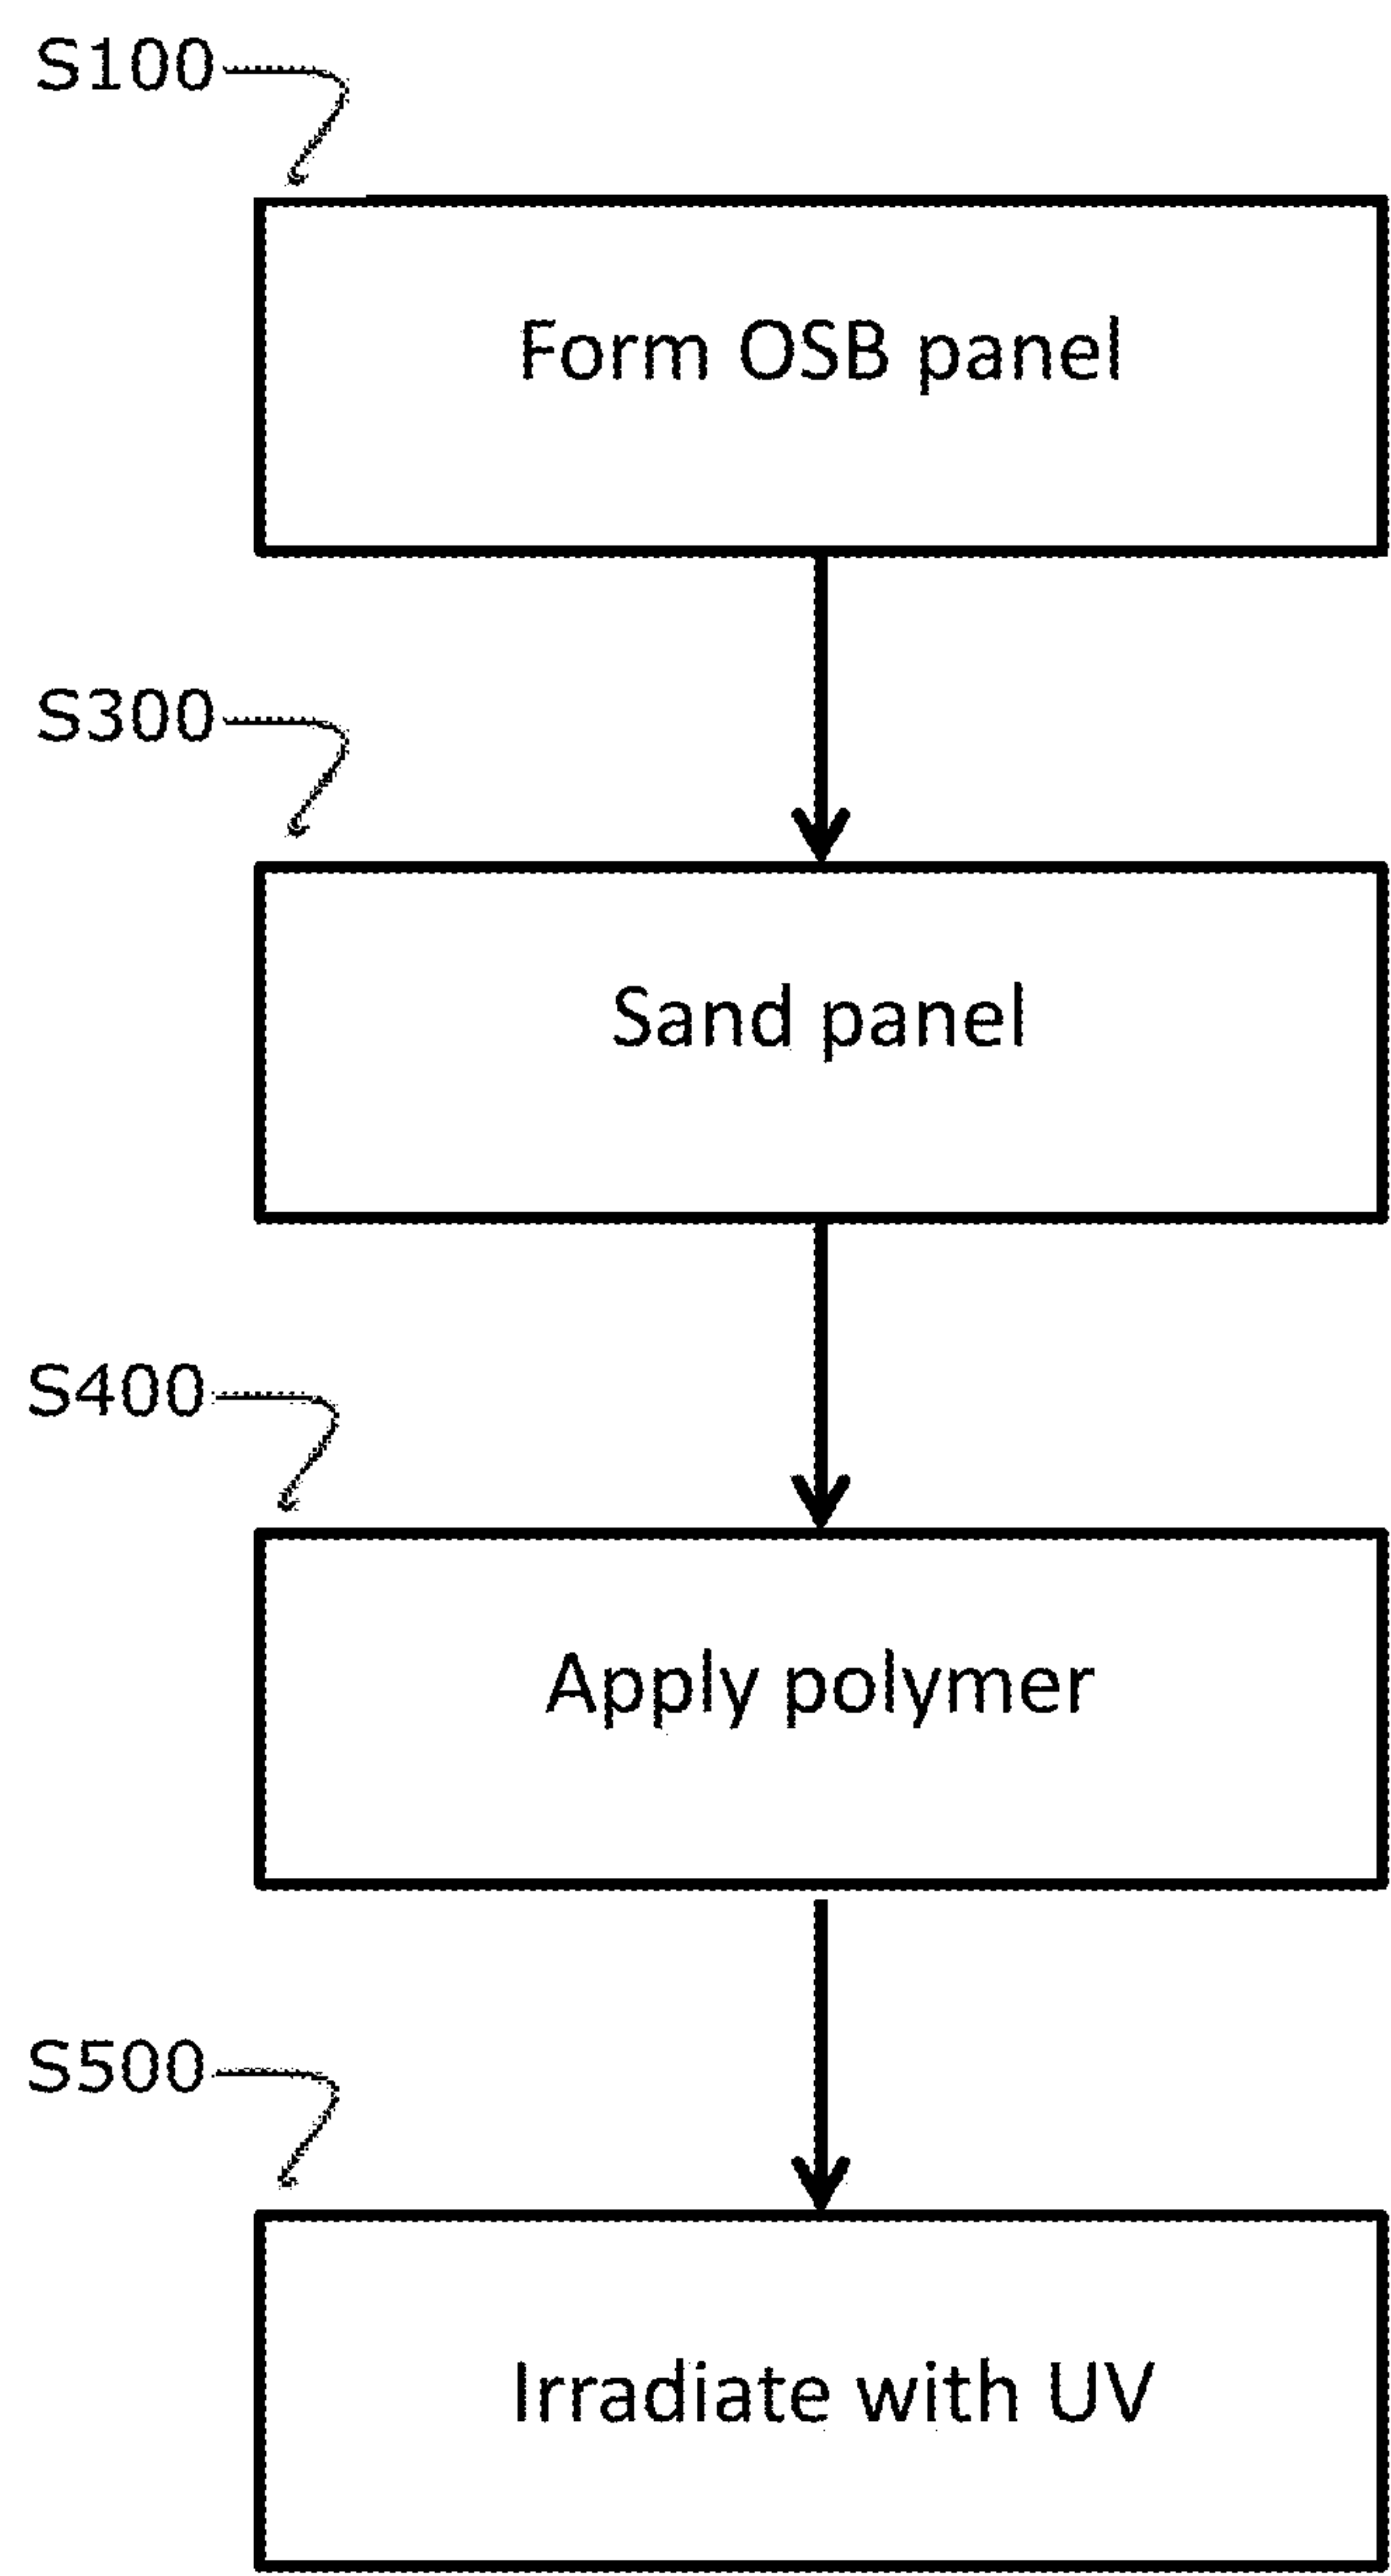 S100
Form OSB panel
S300
Sand panel
S400
Apply polymer
S500
Irradiate with UV